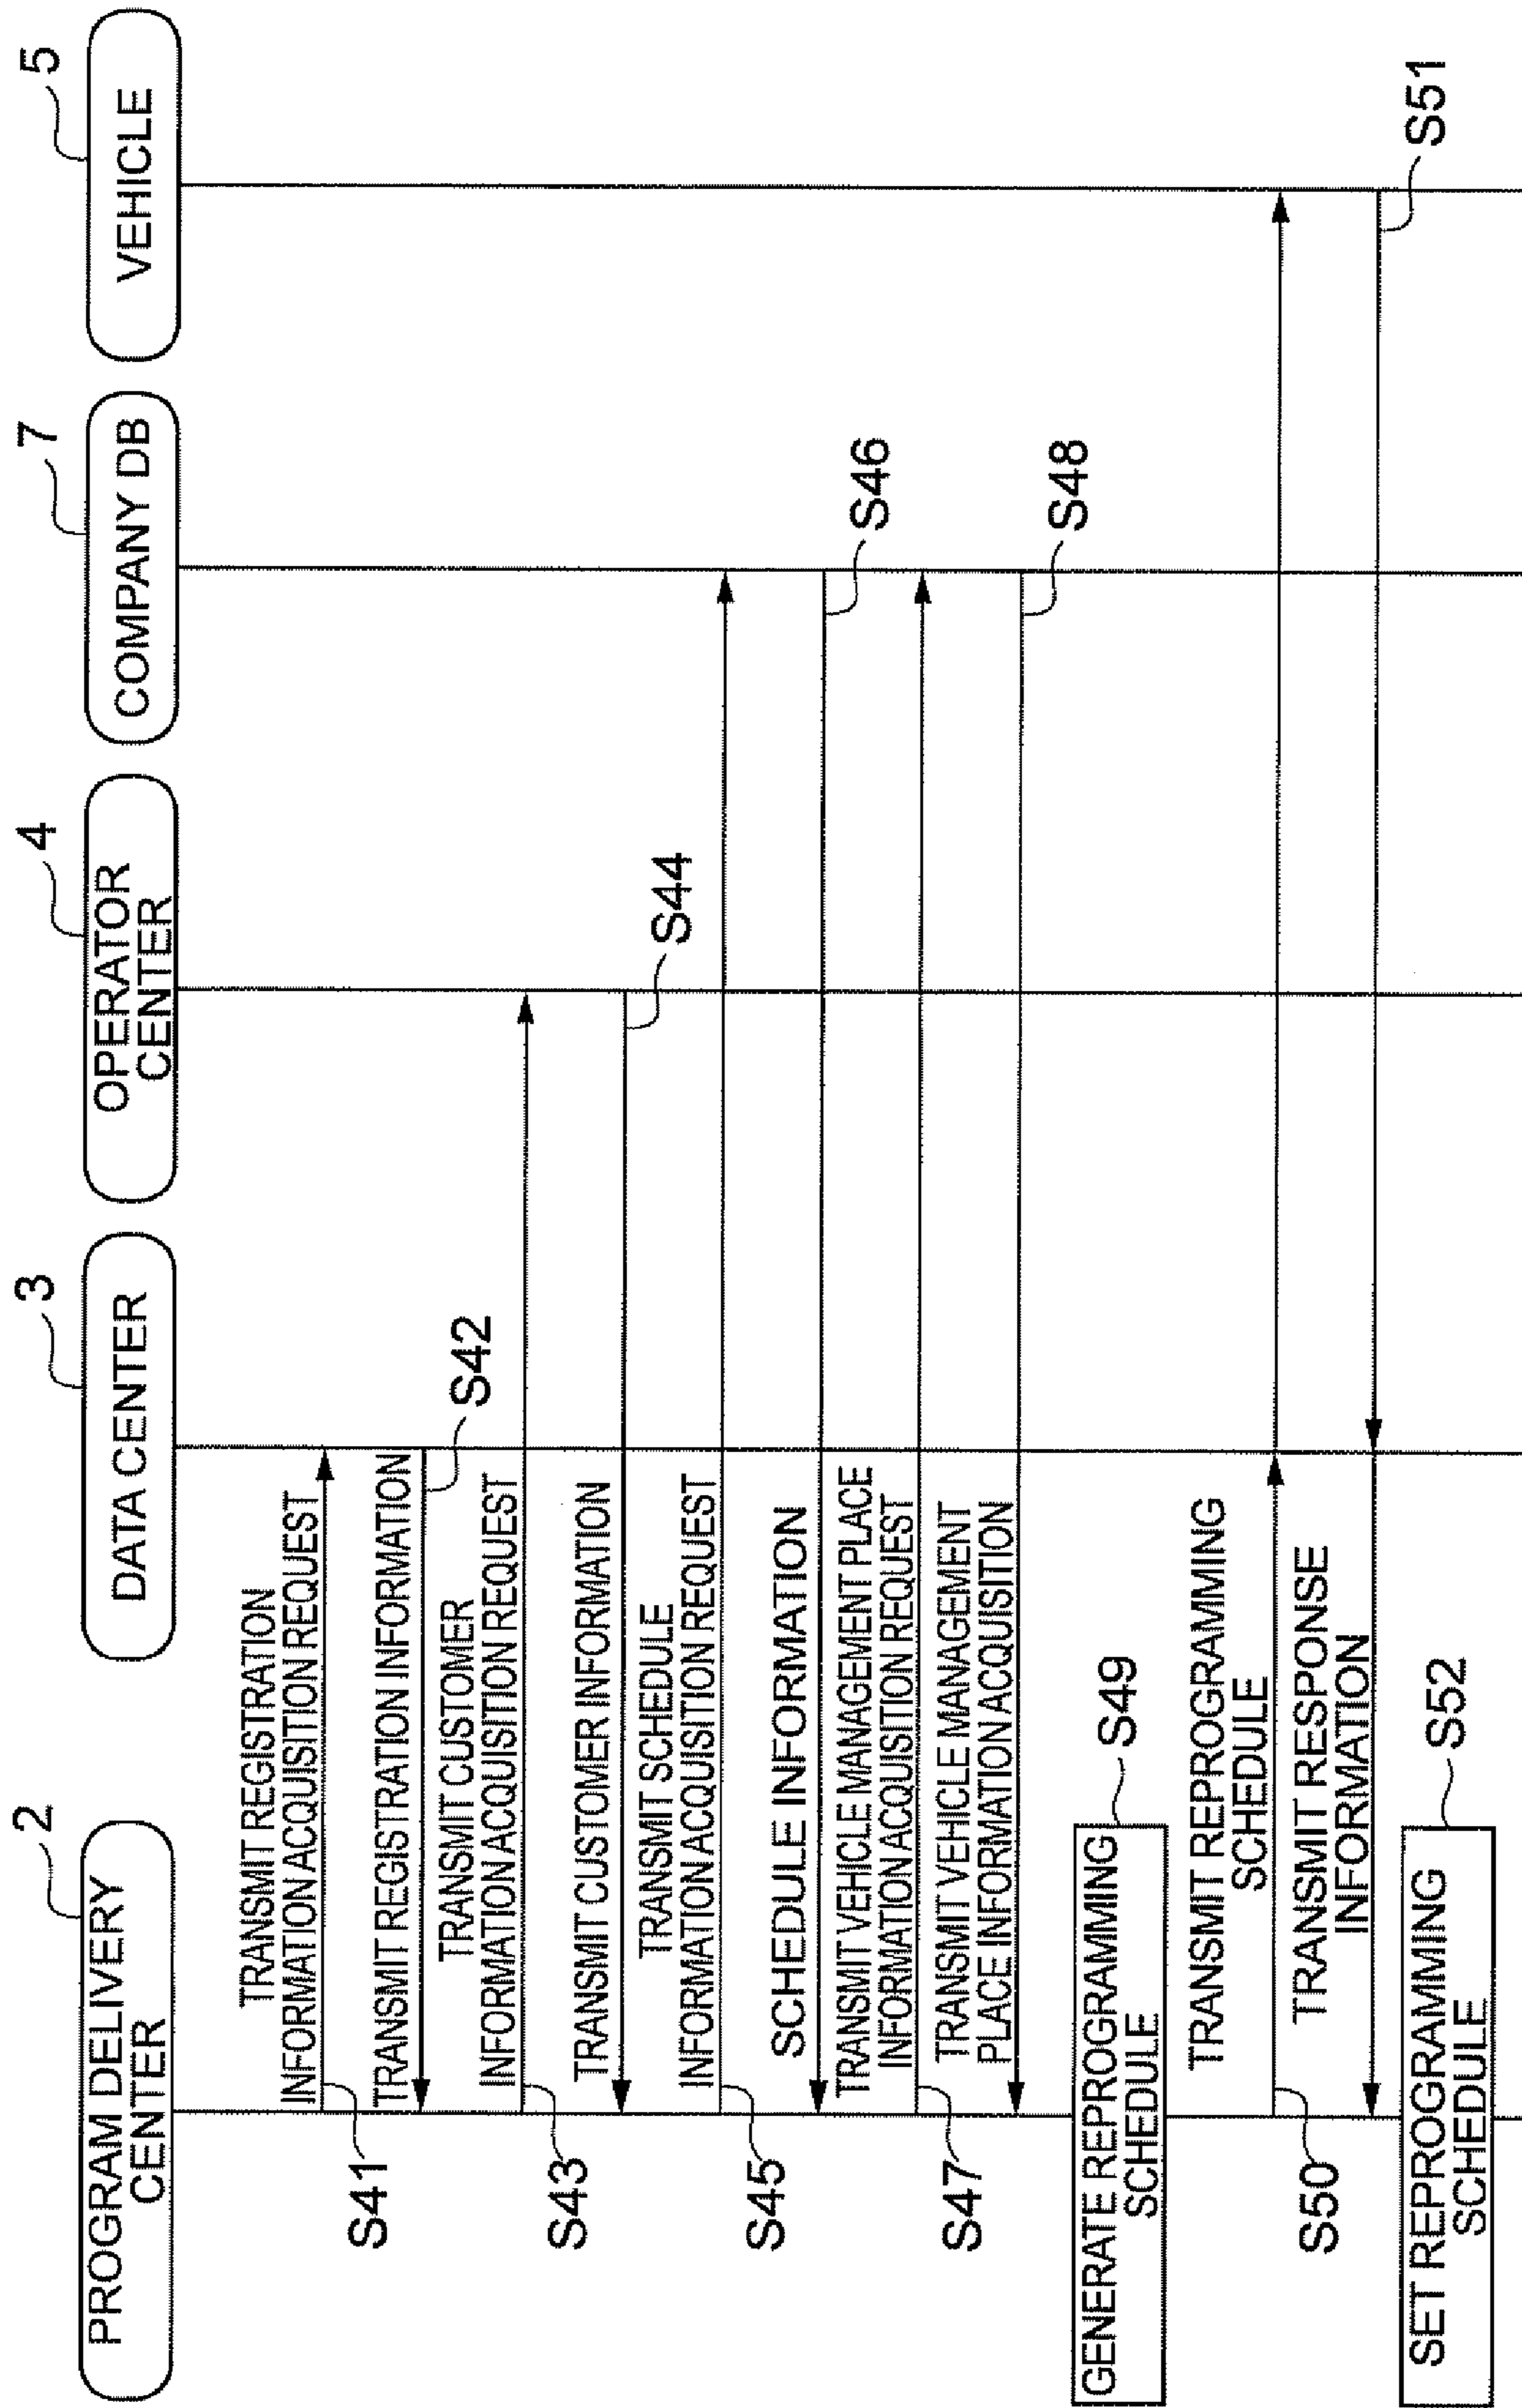 2
PROGRAM DELIVERY
CENTER
3
DATA CENTER
4
OPERATOR
CENTER
7
COMPANY DB
5
VEHICLE
TRANSMIT REGISTRATION
INFORMATION ACQUISITION REQUEST
S41
TRANSMIT REGISTRATION INFORMATION
S42
TRANSMIT CUSTOMER
INFORMATION ACQUISITION REQUEST
S43
TRANSMIT CUSTOMER INFORMATION
S44
TRANSMIT SCHEDULE
INFORMATION ACQUISITION REQUEST
S45
SCHEDULE INFORMATION
S46
TRANSMIT VEHICLE MANAGEMENT PLACE
INFORMATION ACQUISITION REQUEST
S47
TRANSMIT VEHICLE MANAGEMENT
PLACE INFORMATION ACQUISITION
S48
GENERATE REPROGRAMMING
SCHEDULE
S49
TRANSMIT REPROGRAMMING
SCHEDULE
S50
TRANSMIT RESPONSE
INFORMATION
S51
SET REPROGRAMMING
SCHEDULE
S52